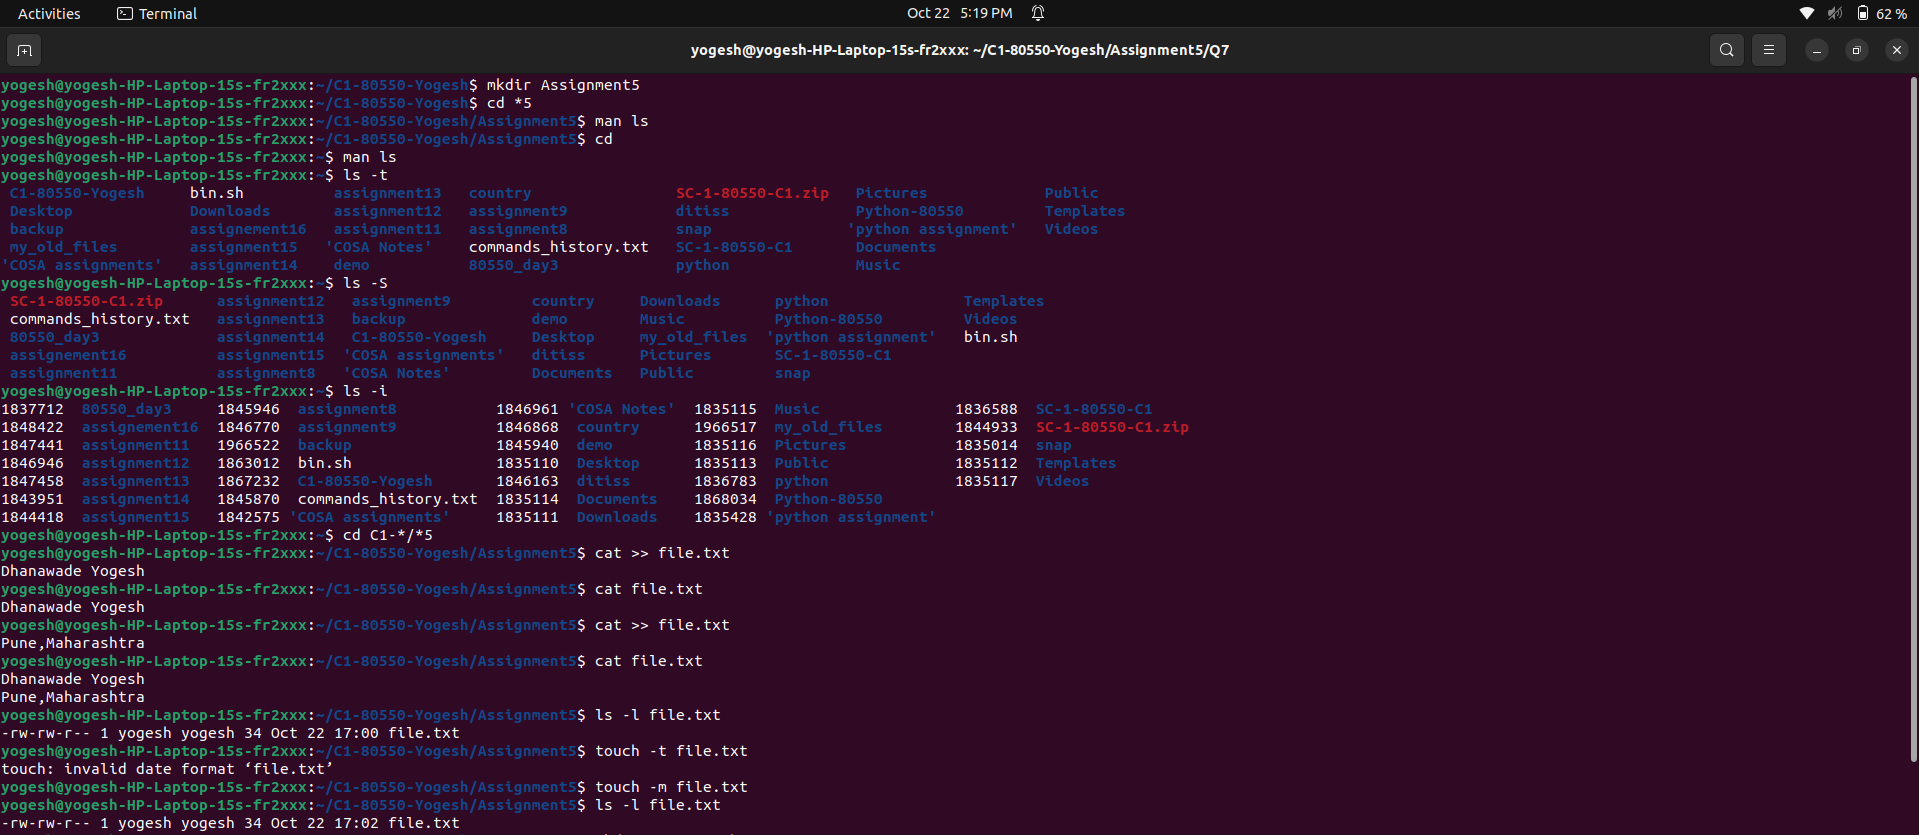 Activities Terminal Oct 22 5:19 PM 62 %
yogesh@yogesh-HP-Laptop-15s-fr2xxx: ~/C1-80550-Yogesh/Assignment5/Q7
yogesh@yogesh-HP-Laptop-15s-fr2xxx:~/C1-80550-Yogesh$ mkdir Assignment5
yogesh@yogesh-HP-Laptop-15s-fr2xxx:~/C1-80550-Yogesh$ cd *5
yogesh@yogesh-HP-Laptop-15s-fr2xxx:~/C1-80550-Yogesh/Assignment5$ man ls
yogesh@yogesh-HP-Laptop-15s-fr2xxx:~/C1-80550-Yogesh/Assignment5$ cd
yogesh@yogesh-HP-Laptop-15s-fr2xxx:~$ man ls
yogesh@yogesh-HP-Laptop-15s-fr2xxx:~$ ls -t
C1-80550-Yogesh bin.sh assignment13 country SC-1-80550-C1.zip Pictures Public
Desktop Downloads assignment12 assignment9 ditiss Python-80550 Templates
backup assignement16 assignment11 assignment8 snap 'python assignment' Videos
my_old_files assignment15 'COSA Notes' commands_history.txt SC-1-80550-C1 Documents
'COSA assignments' assignment14 demo 80550_day3 python Music
yogesh@yogesh-HP-Laptop-15s-fr2xxx:~$ ls -S
SC-1-80550-C1.zip assignment12 assignment9 country Downloads python Templates
commands_history.txt assignment13 backup demo Music Python-80550 Videos
80550_day3 assignment14 C1-80550-Yogesh Desktop my_old_files 'python assignment' bin.sh
assignement16 assignment15 'COSA assignments' ditiss Pictures SC-1-80550-C1
assignment11 assignment8 'COSA Notes' Documents Public snap
yogesh@yogesh-HP-Laptop-15s-fr2xxx:~$ ls -i
1837712 80550_day3 1845946 assignment8 1846961 'COSA Notes' 1835115 Music 1836588 SC-1-80550-C1
1848422 assignement16 1846770 assignment9 1846868 country 1966517 my_old_files 1844933 SC-1-80550-C1.zip
1847441 assignment11 1966522 backup 1845940 demo 1835116 Pictures 1835014 snap
1846946 assignment12 1863012 bin.sh 1835110 Desktop 1835113 Public 1835112 Templates
1847458 assignment13 1867232 C1-80550-Yogesh 1846163 ditiss 1836783 python 1835117 Videos
1843951 assignment14 1845870 commands_history.txt 1835114 Documents 1868034 Python-80550
1844418 assignment15 1842575 'COSA assignments' 1835111 Downloads 1835428 'python assignment'
yogesh@yogesh-HP-Laptop-15s-fr2xxx:~$ cd C1-*/*5
yogesh@yogesh-HP-Laptop-15s-fr2xxx:~/C1-80550-Yogesh/Assignment5$ cat >> file.txt
Dhanawade Yogesh
yogesh@yogesh-HP-Laptop-15s-fr2xxx:~/C1-80550-Yogesh/Assignment5$ cat file.txt
Dhanawade Yogesh
yogesh@yogesh-HP-Laptop-15s-fr2xxx:~/C1-80550-Yogesh/Assignment5$ cat >> file.txt
Pune,Maharashtra
yogesh@yogesh-HP-Laptop-15s-fr2xxx:~/C1-80550-Yogesh/Assignment5$ cat file.txt
Dhanawade Yogesh
Pune,Maharashtra
yogesh@yogesh-HP-Laptop-15s-fr2xxx:~/C1-80550-Yogesh/Assignment5$ ls -l file.txt
-rw-rw-r-- 1 yogesh yogesh 34 Oct 22 17:00 file.txt
yogesh@yogesh-HP-Laptop-15s-fr2xxx:~/C1-80550-Yogesh/Assignment5$ touch -t file.txt
touch: invalid date format ‘file.txt’
yogesh@yogesh-HP-Laptop-15s-fr2xxx:~/C1-80550-Yogesh/Assignment5$ touch -m file.txt
yogesh@yogesh-HP-Laptop-15s-fr2xxx:~/C1-80550-Yogesh/Assignment5$ ls -l file.txt
-rw-rw-r-- 1 yogesh yogesh 34 Oct 22 17:02 file.txt